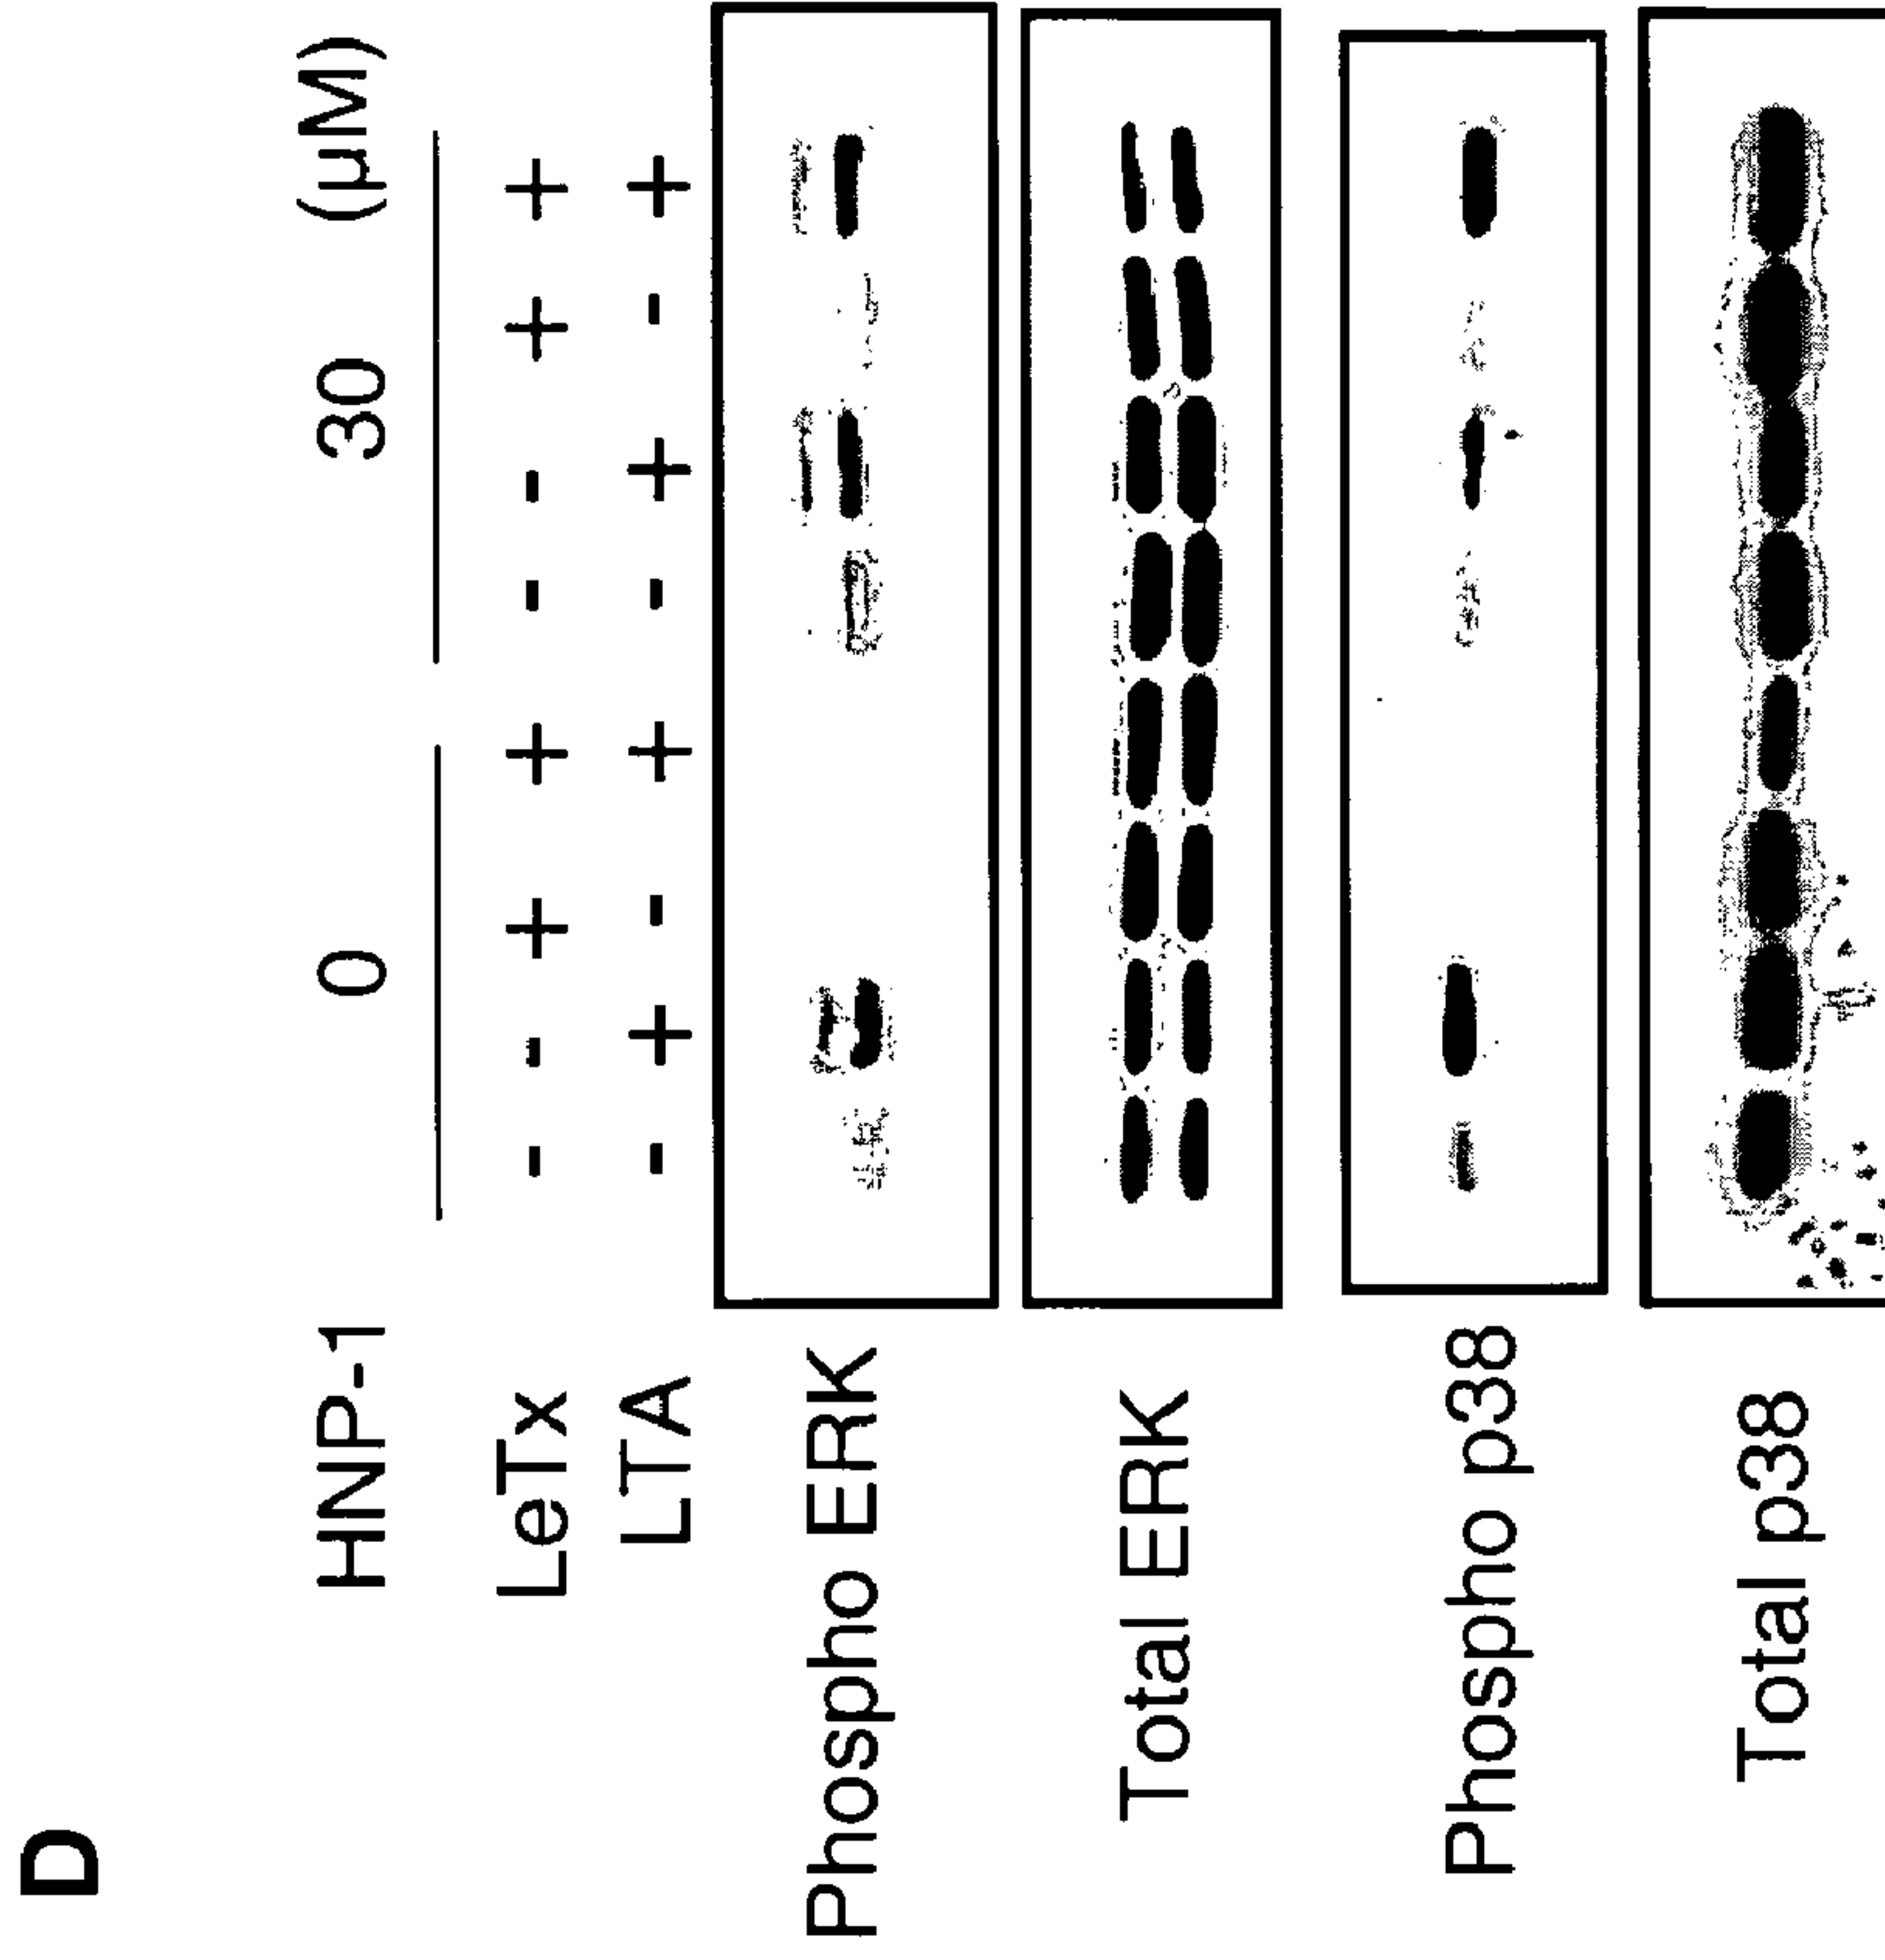 D
HNP-1 0 30 (μM)
LeTx - - + + - - + +
LTA - + - + - + - +
Phospho ERK
Total ERK
Phospho p38
Total p38